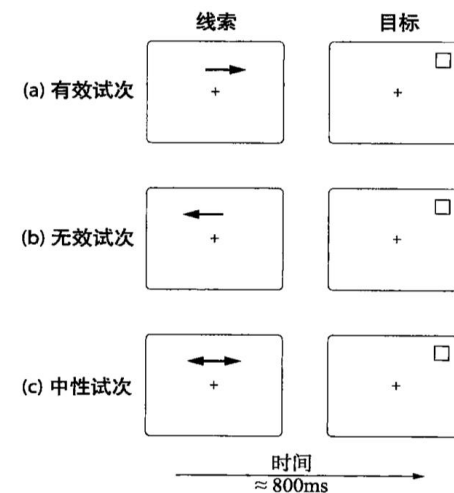 线索 目标
(a) 有效试次
(b) 无效试次
(c) 中性试次
时间
≈800ms